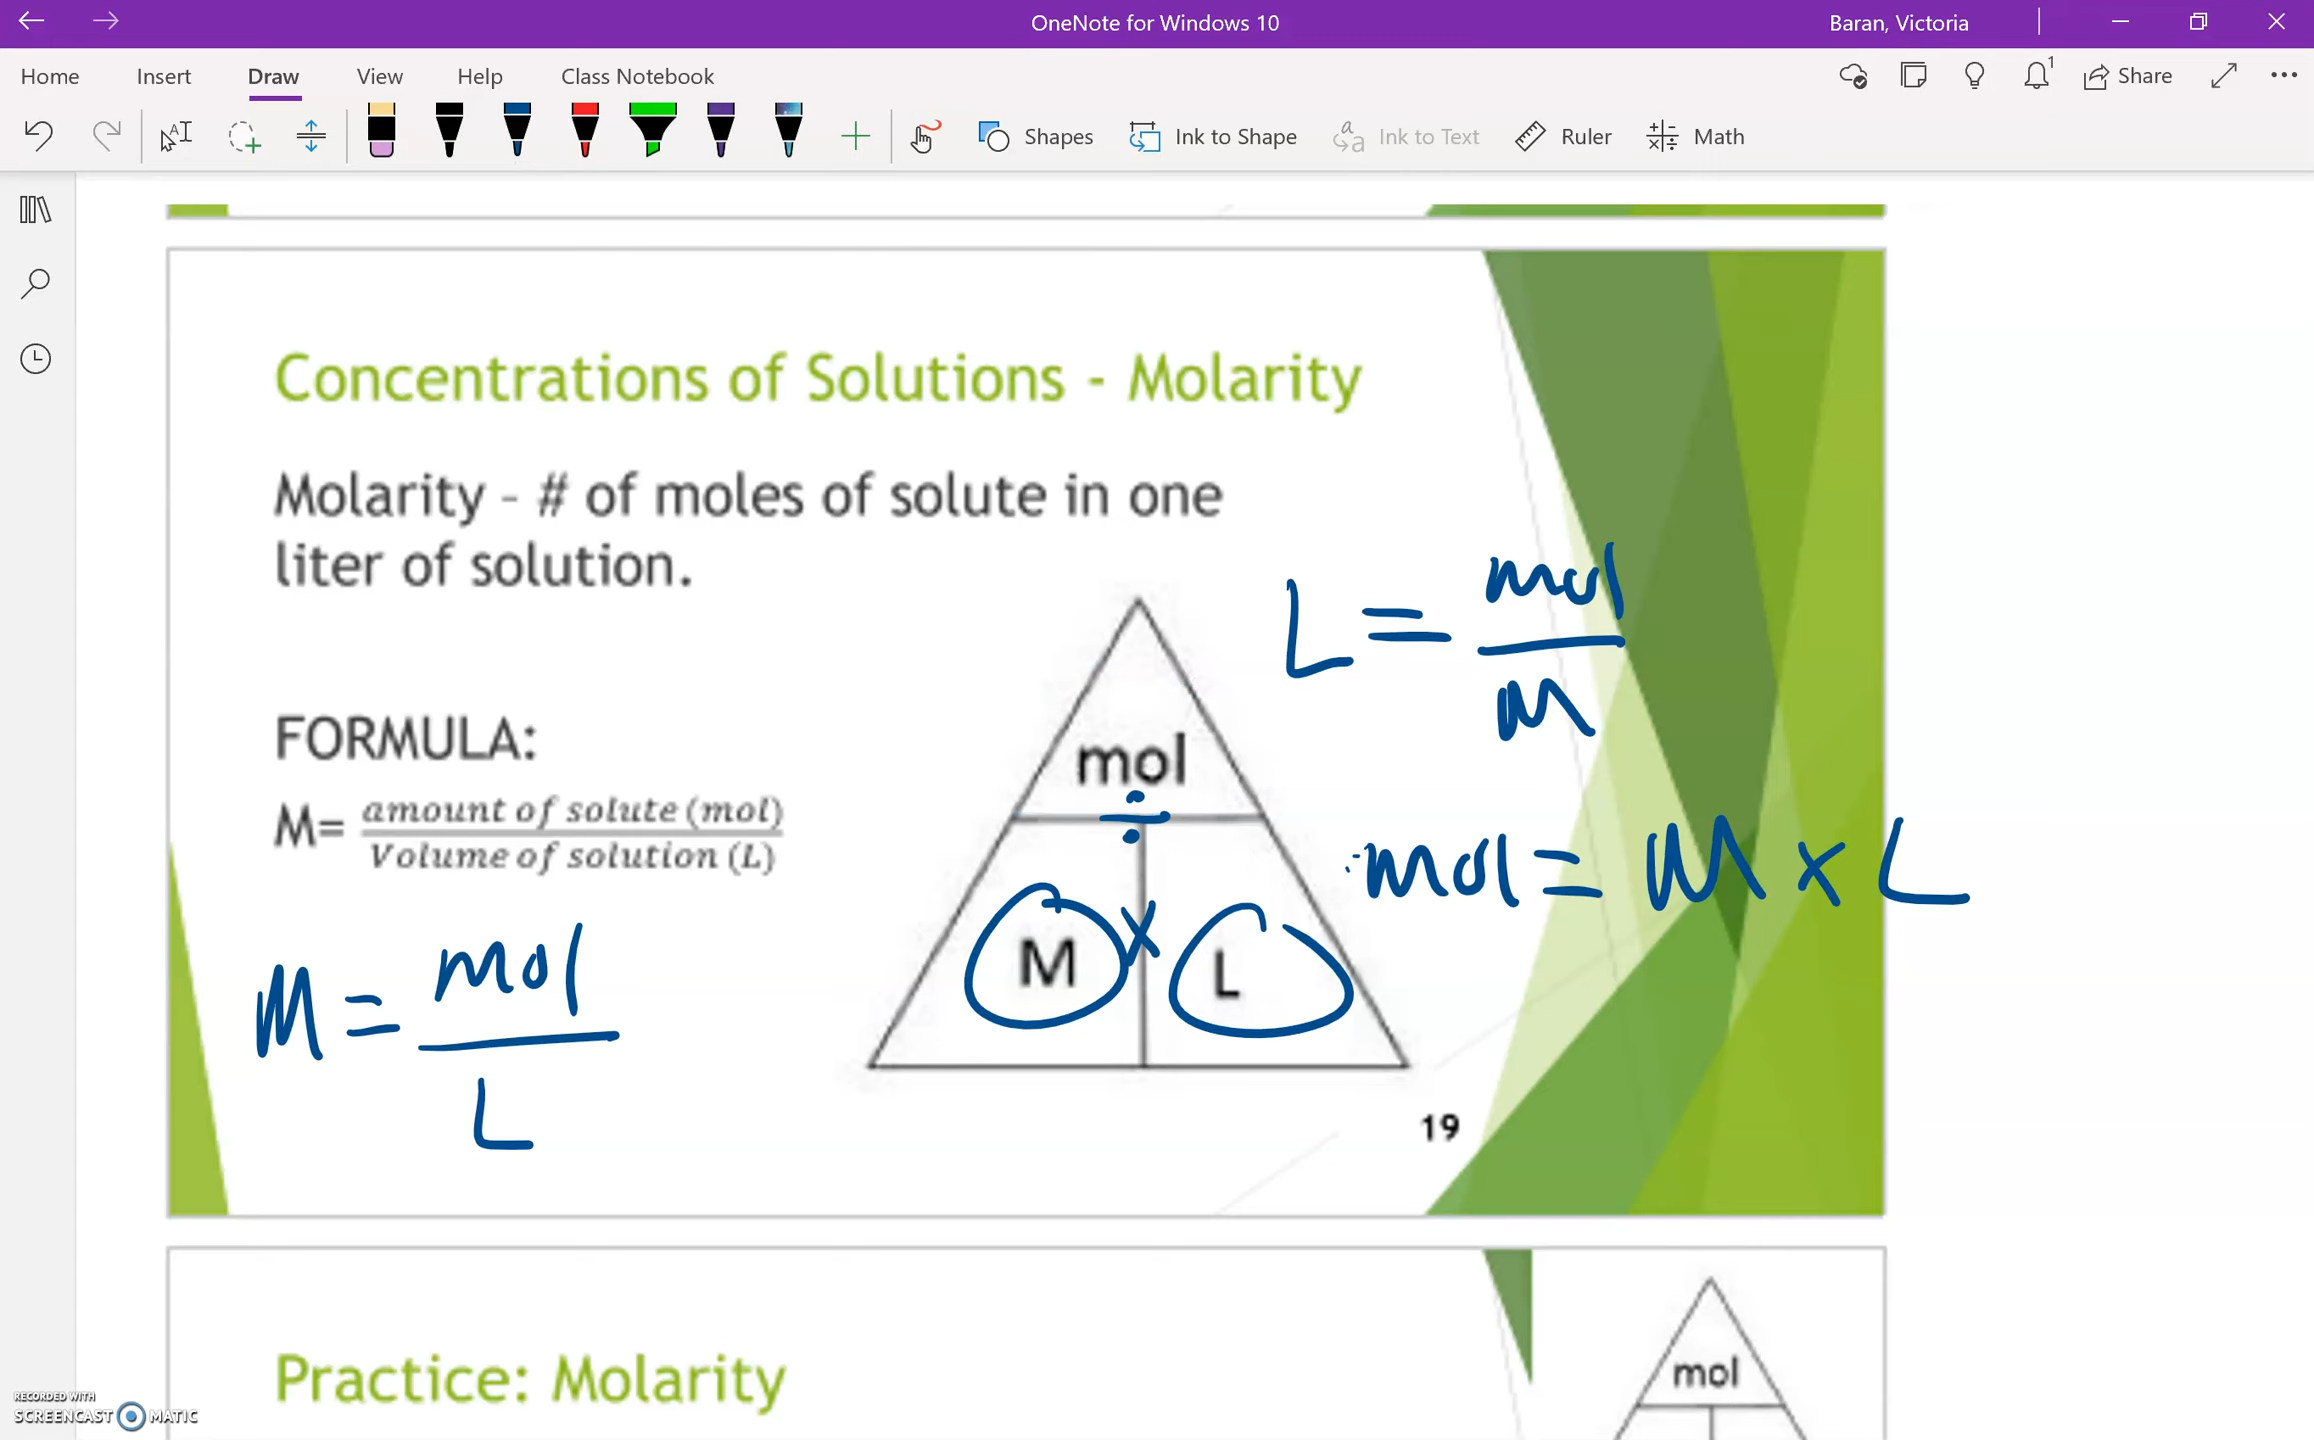 OneNote for Windows 10
Baran, Victoria
Home Insert Draw View Help Class Notebook
1 Share
Shapes Ink to Shape Ink to Text Ruler Math
Concentrations of Solutions - Molarity
Molarity - # of moles of solute in one
liter of solution.
FORMULA:
M= amount of solute (mol)
Volume of solution (L)
M = mol
L
mol
÷
M x L
L = mol
M
mol = M x L
19
Practice: Molarity
mol
RECORDED WITH
SCREENCAST MATIC